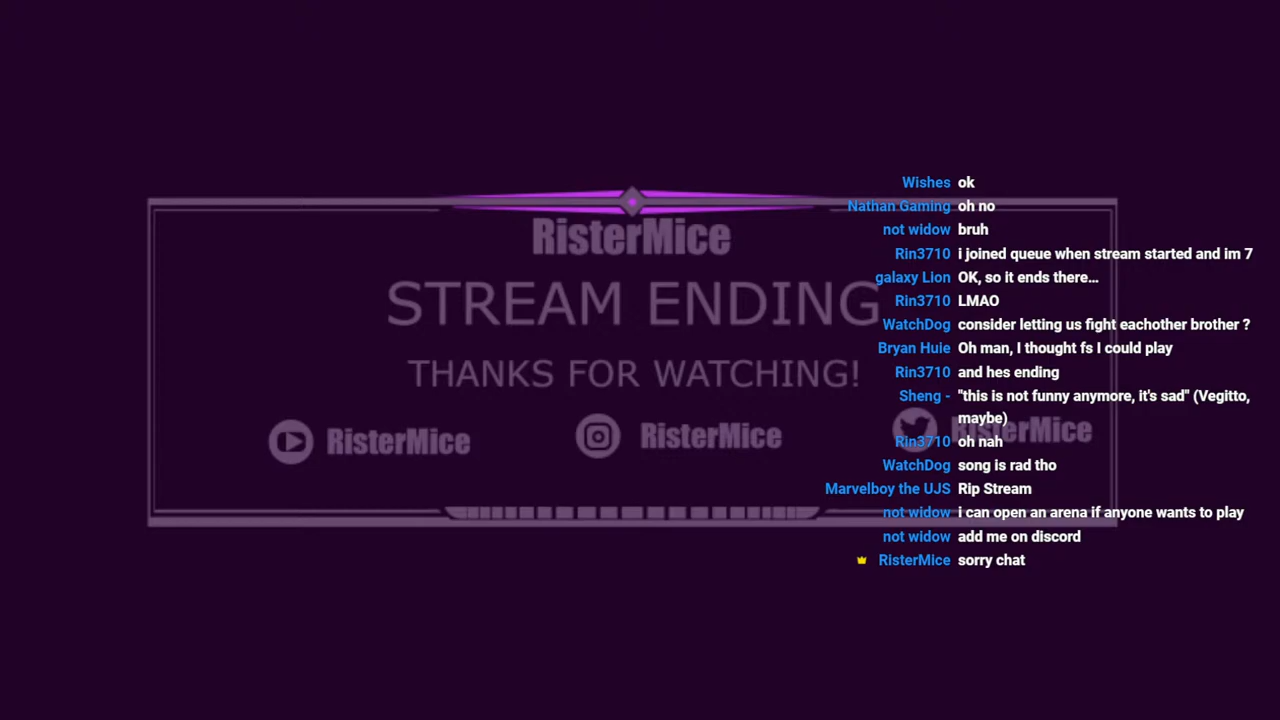 RisterMice
STREAM ENDING
THANKS FOR WATCHING!
RisterMice
RisterMice
RisterMice
Wishes ok
Nathan Gaming oh no
not widow bruh
Rin3710 i joined queue when stream started and im 7
galaxy Lion OK, so it ends there...
Rin3710 LMAO
WatchDog consider letting us fight eachother brother ?
Bryan Huie Oh man, I thought fs I could play
Rin3710 and hes ending
Sheng - "this is not funny anymore, it's sad" (Vegitto,
maybe)
Rin3710 oh nah
WatchDog song is rad tho
Marvelboy the UJS Rip Stream
not widow i can open an arena if anyone wants to play
not widow add me on discord
RisterMice sorry chat